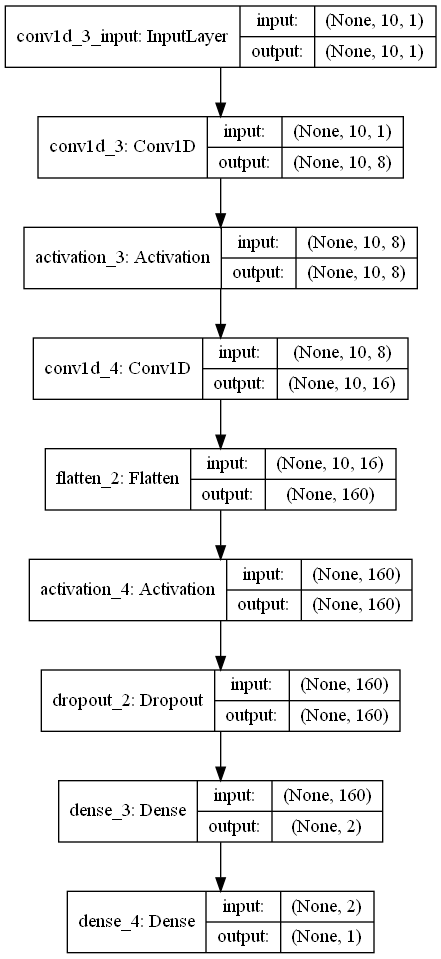 conv1d_3_input: InputLayer
input: (None, 10, 1)
output: (None, 10, 1)
conv1d_3: Conv1D
input: (None, 10, 1)
output: (None, 10, 8)
activation_3: Activation
input: (None, 10, 8)
output: (None, 10, 8)
conv1d_4: Conv1D
input: (None, 10, 8)
output: (None, 10, 16)
flatten_2: Flatten
input: (None, 10, 16)
output: (None, 160)
activation_4: Activation
input: (None, 160)
output: (None, 160)
dropout_2: Dropout
input: (None, 160)
output: (None, 160)
dense_3: Dense
input: (None, 160)
output: (None, 2)
dense_4: Dense
input: (None, 2)
output: (None, 1)